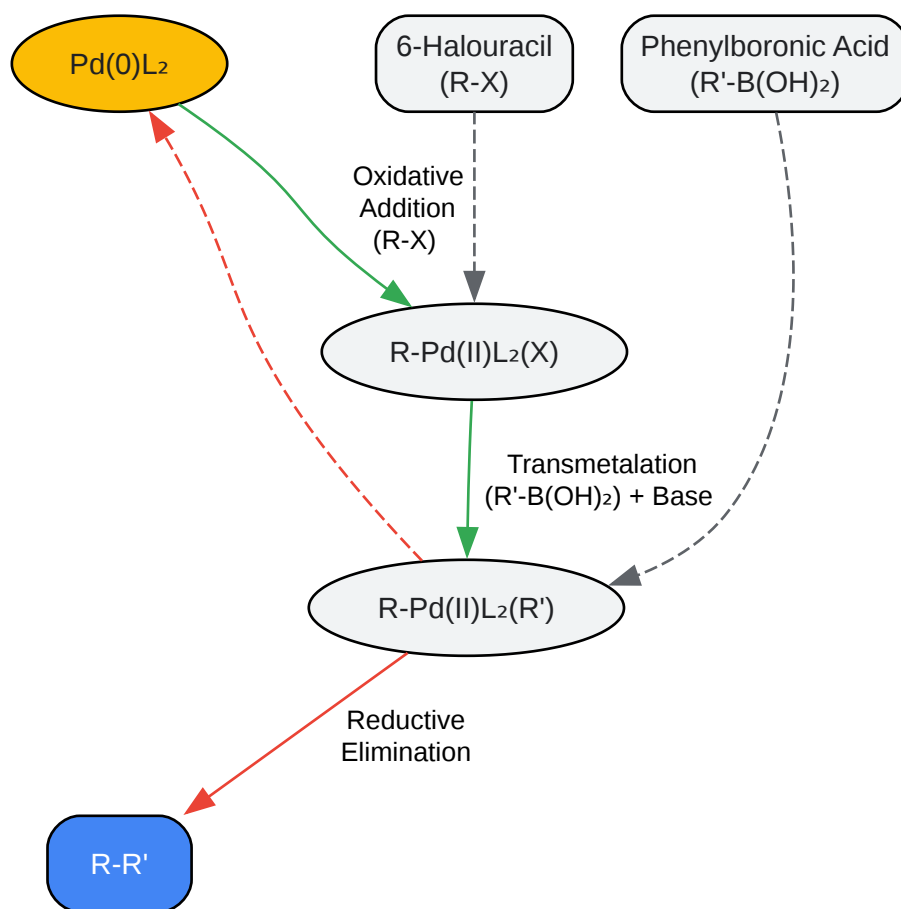 Pd(0)L₂
6-Halouracil
(R-X)
Phenylboronic Acid
(R'-B(OH)₂)
Oxidative
Addition
(R-X)
R-Pd(II)L₂(X)
Transmetalation
(R'-B(OH)₂) + Base
R-Pd(II)L₂(R')
Reductive
Elimination
R-R'